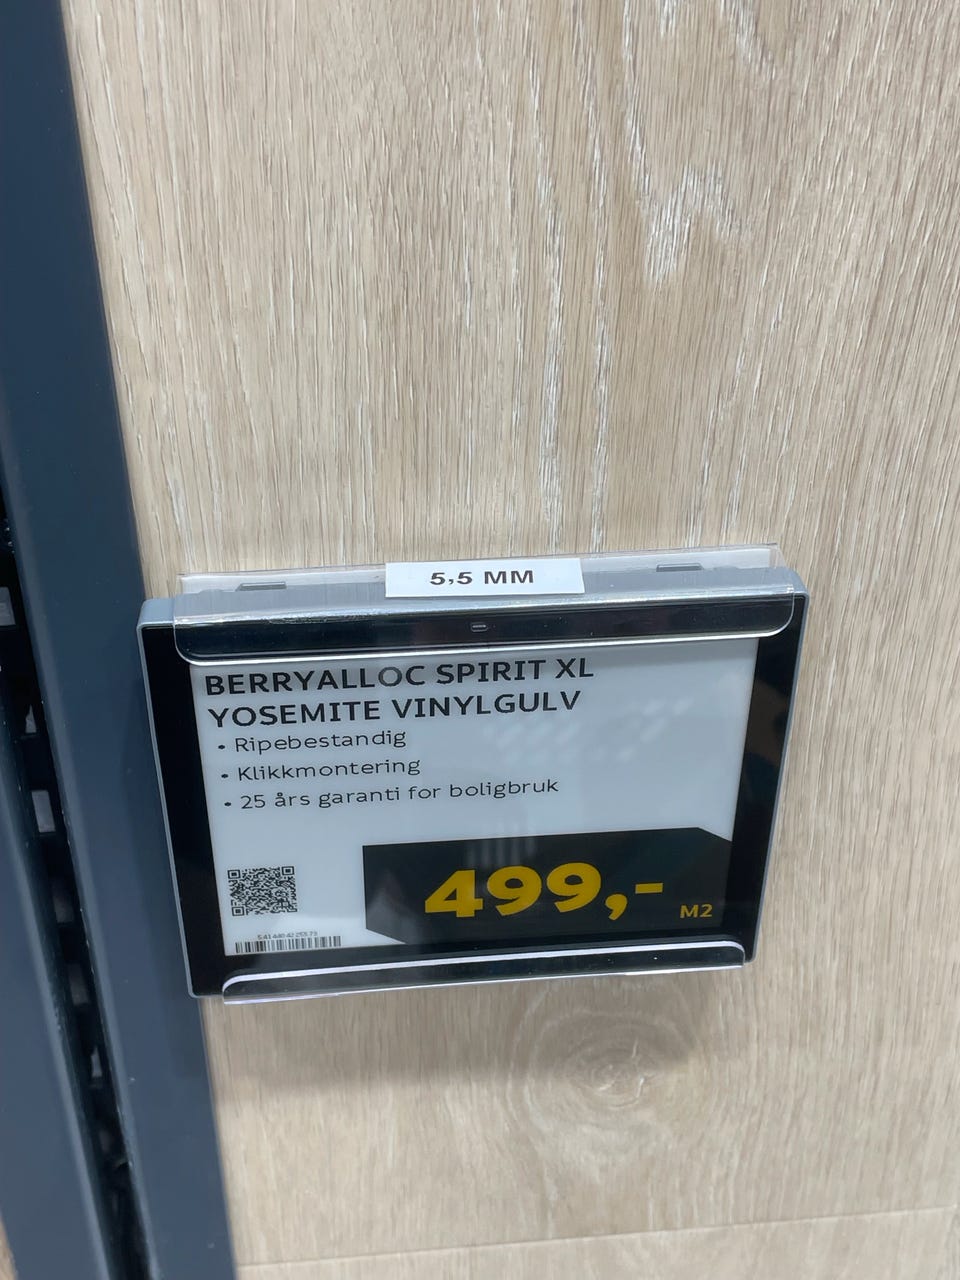 5,5 MM
BERRYALLOC SPIRIT XL
YOSEMITE VINYLGULV
• Ripebestandig
• Klikkmontering
• 25 års garanti for boligbruk
499,-
M2